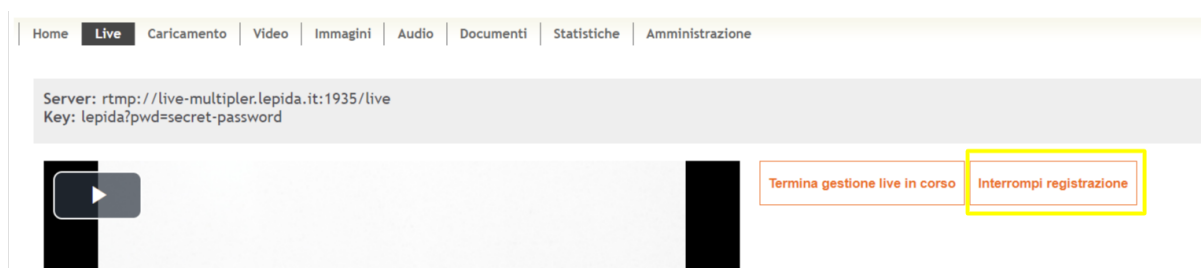 Home Live Caricamento Video Immagini Audio Documenti Statistiche Amministrazione
Server: rtmp://live-multipler.lepida.it:1935/live
Key: lepida?pwd=secret-password
Termina gestione live in corso Interrompi registrazione